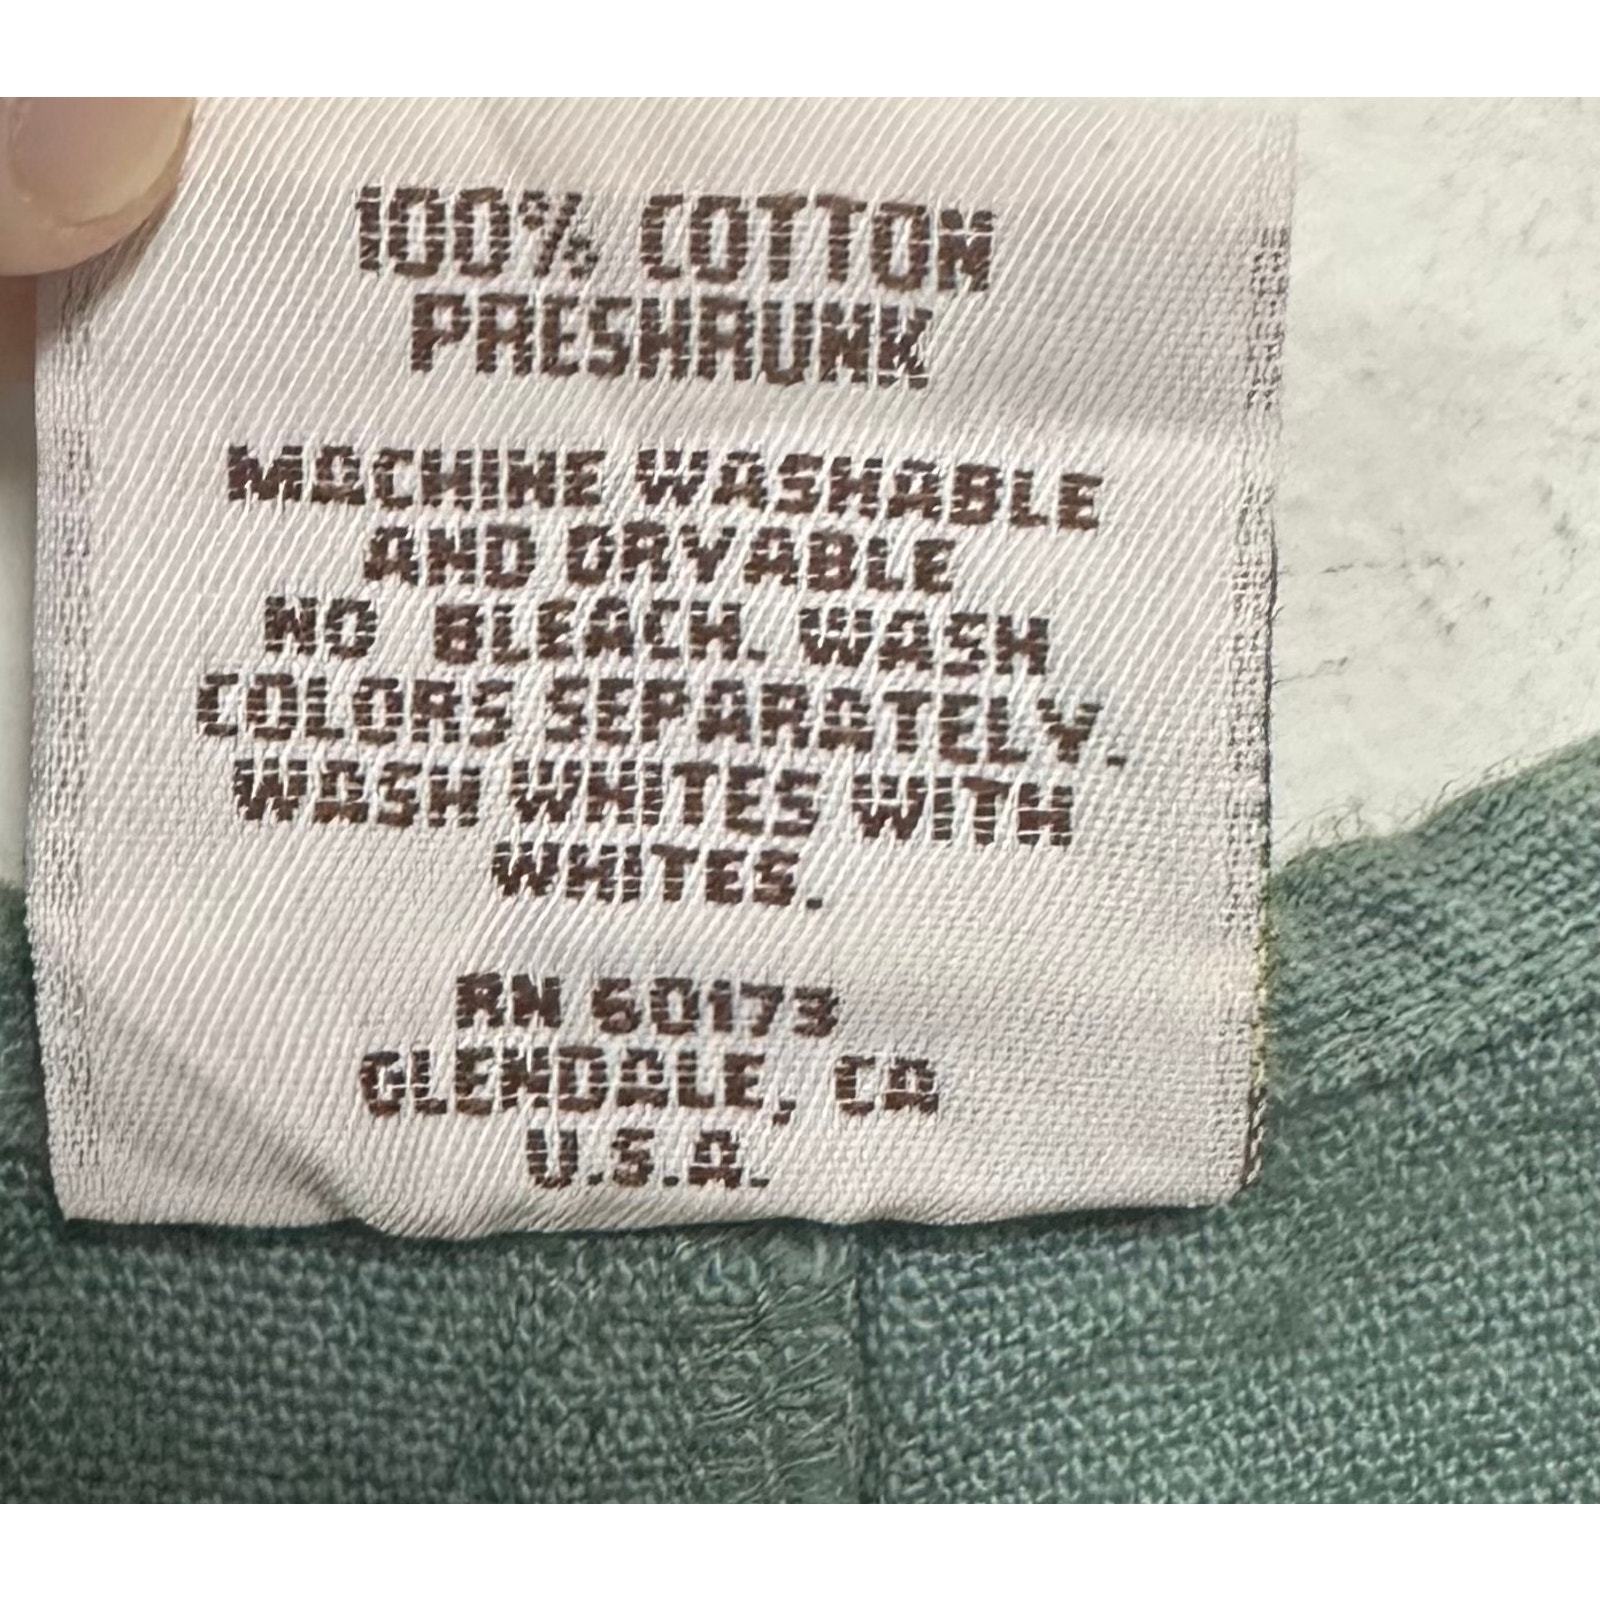 100% COTTON
PRESHRUNK
MACHINE WASHABLE
AND DRYABLE
NO BLEACH. WASH
COLORS SEPARATELY.
WASH WHITES WITH
WHITES.
RN 60173
GLENDALE, CA
U.S.A.